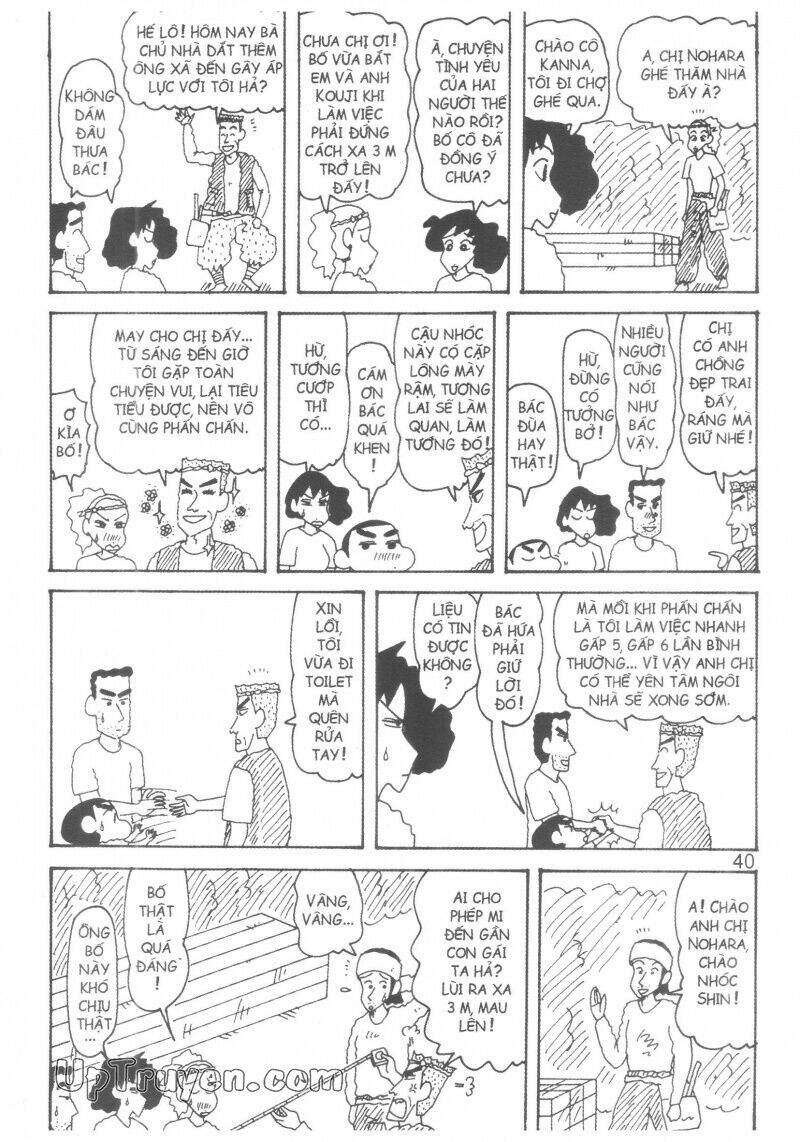 A, CHỊ NOHARA
GHÉ THĂM NHÀ
ĐẤY À?
CHÀO CÔ
KANNA,
TÔI ĐI CHỢ
GHÉ QUA.
À, CHUYỆN
TÌNH YÊU
CỦA HAI
NGƯỜI THẾ
NÀO RỒI?
BỐ CÔ ĐÃ
ĐỒNG Ý
CHƯA?
CHƯA CHỊ ƠI!
BỐ VỪA BẮT
EM VÀ ANH
KOUJI KHI
LÀM VIỆC
PHẢI ĐỨNG
CÁCH XA 3 M
TRỞ LÊN
ĐẤY!
HẾ LÔ! HÔM NAY BÀ
CHỦ NHÀ DẮT THÊM
ÔNG XÃ ĐẾN GÂY ÁP
LỰC VỚI TÔI HẢ?
KHÔNG
DÁM
ĐÂU
THƯA
BÁC!
CHỊ
CÓ ANH
CHỒNG
ĐẸP TRAI
ĐẤY,
RÁNG MÀ
GIỮ NHÉ!
NHIỀU
NGƯỜI
CŨNG
NÓI
NHƯ
BÁC
VẬY.
HỪ,
ĐỪNG
CÓ
TƯỞNG
BỞ!
BÁC
ĐÙA
HAY
THẬT!
CẬU NHÓC
NÀY CÓ CẶP
LÔNG MÀY
RẬM, TƯƠNG
LAI SẼ LÀM
QUAN, LÀM
TƯỚNG ĐÓ!
CÁM
ƠN
BÁC
QUÁ
KHEN
!
HỪ,
TƯỚNG
CƯỚP
THÌ
CÓ...
MAY CHO CHỊ ĐẤY...
TỪ SÁNG ĐẾN GIỜ
TÔI GẶP TOÀN
CHUYỆN VUI, LẠI TIÊU
TIỂU ĐƯỢC, NÊN VÔ
CÙNG PHẤN CHẤN.
Ơ
KÌA
BỐ!
MÀ MỖI KHI PHẤN CHẤN
LÀ TÔI LÀM VIỆC NHANH
GẤP 5, GẤP 6 LẦN BÌNH
THƯỜNG... VÌ VẬY ANH CHỊ
CÓ THỂ YÊN TÂM NGÔI
NHÀ SẼ XONG SỚM.
BÁC
ĐÃ HỨA
PHẢI
GIỮ
LỜI
ĐÓ!
LIỆU
CÓ TIN
ĐƯỢC
KHÔNG
?
XIN
LỖI,
TÔI
VỪA ĐI
TOILET
MÀ
QUÊN
RỬA
TAY!
40
A! CHÀO
ANH CHỊ
NOHARA,
CHÀO
NHÓC
SHIN!
AI CHO
PHÉP MI
ĐẾN GẦN
CON GÁI
TA HẢ?
LÙI RA XA
3 M, MAU
LÊN!
VÂNG,
VÂNG...
BỐ
THẬT
LÀ
QUÁ
ĐÁNG
!
ÔNG
BỐ
NÀY
KHÓ
CHỊU
THẬT
...
UpTruyen.com